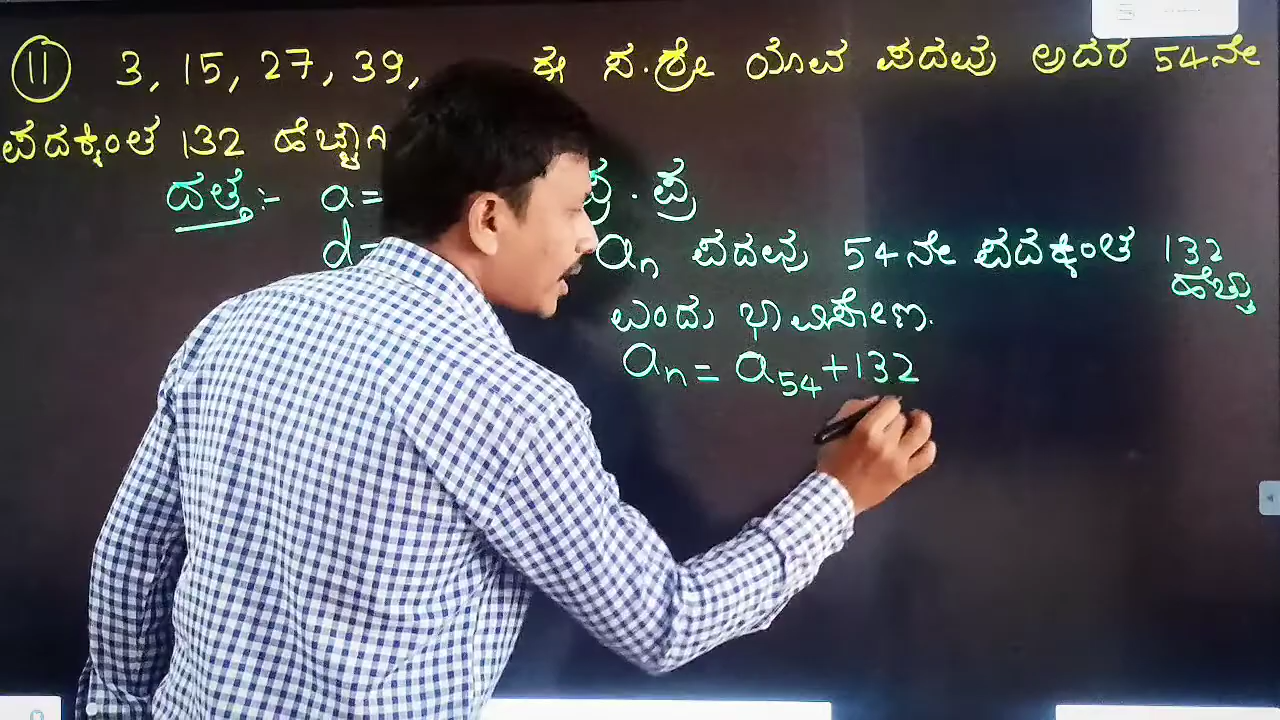 11 3, 15, 27, 39, ಈ ಸ.ಶ್ರೇ ಯಾವ ಪದವು ಅದರ 54ನೇ
ಪದಕ್ಕಿಂತ 132 ಹೆಚ್ಚಾಗಿ
ದತ್ತ :- a = ಪ್ರ . ಪ್ರ
d = an ಪದವು 54ನೇ ಪದಕ್ಕಿಂತ 132
ಹೆಚ್ಚು
ಎಂದು ಭಾವಿಸೋಣ.
an = a54 + 132